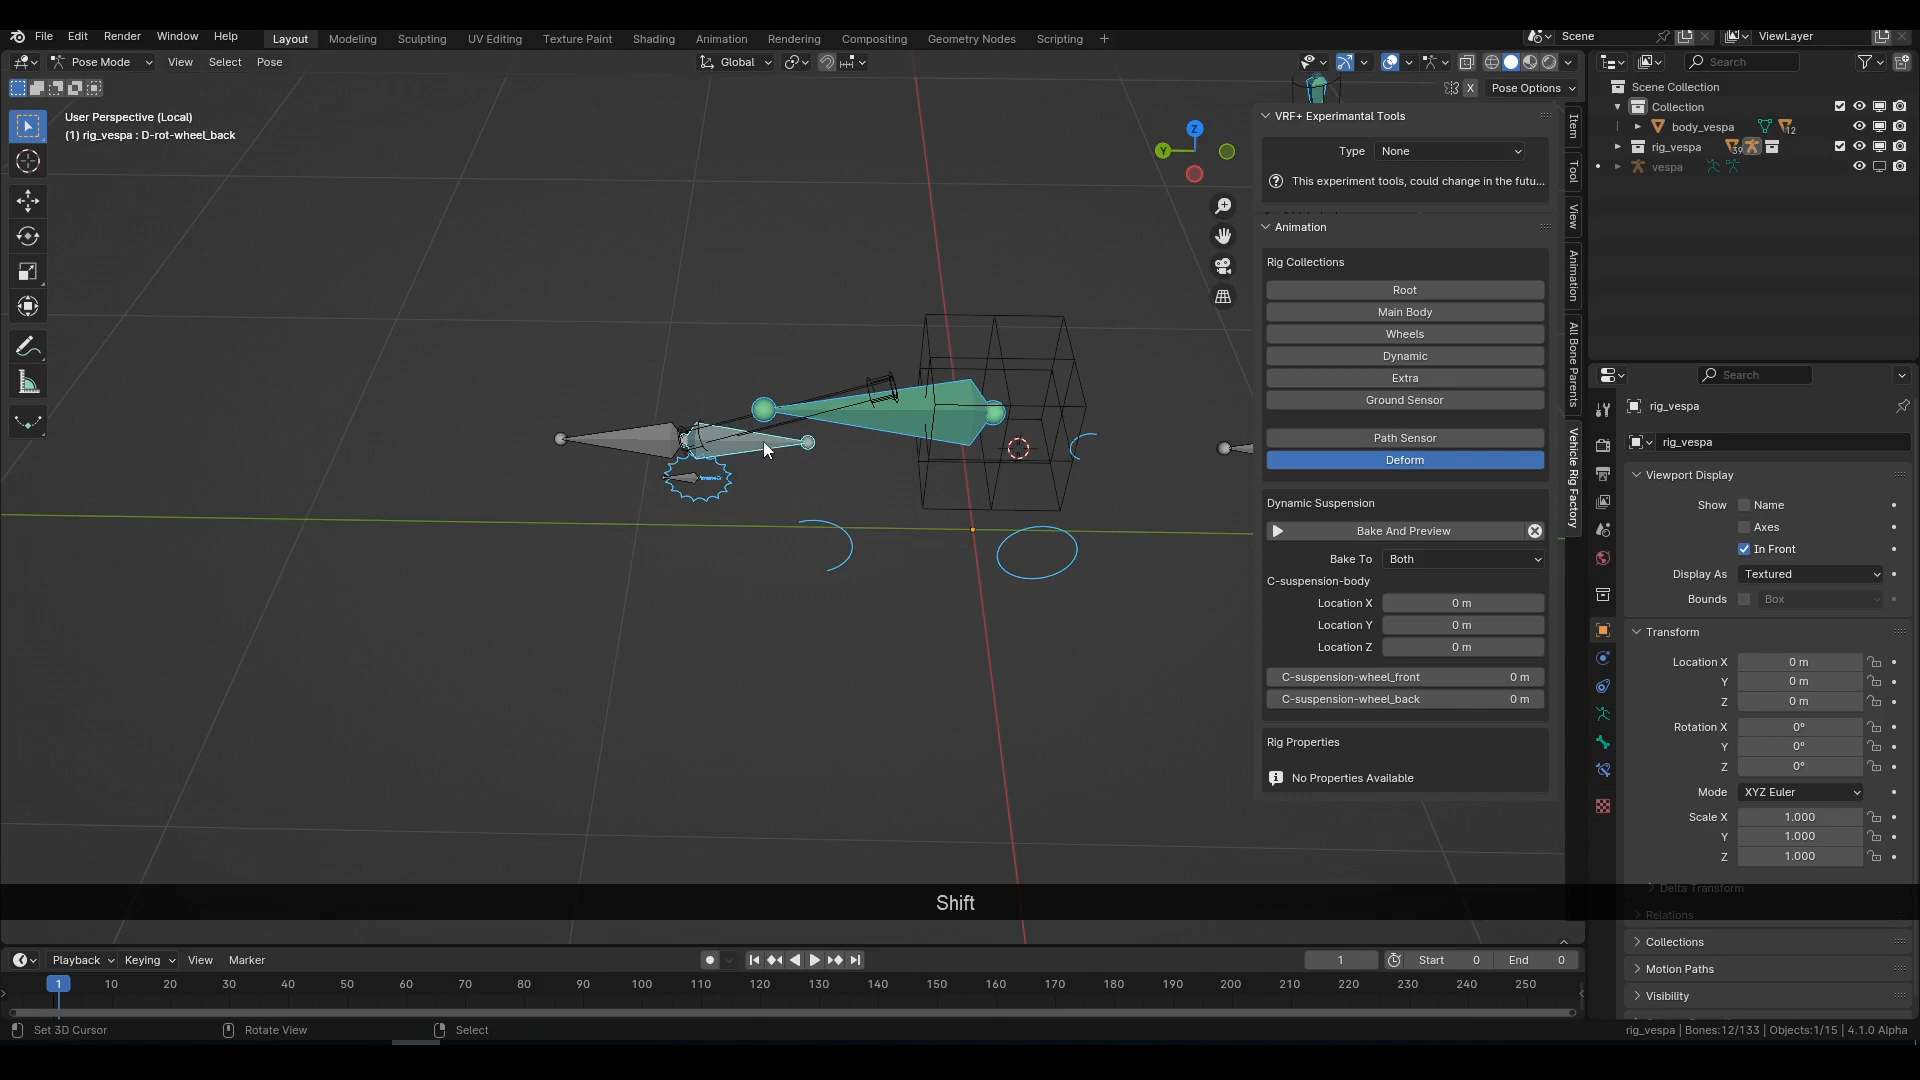 File Edit Render Window Help Layout Modeling Sculpting UV Editing Texture Paint Shading Animation Rendering Compositing Geometry Nodes Scripting + Scene ViewLayer
Pose Mode View Select Pose Global Search
X Pose Options
User Perspective (Local)
(1) rig_vespa : D-rot-wheel_back
Z
Y
VRF+ Experimantal Tools
Type None
This experiment tools, could change in the futu...
Animation
Rig Collections
Root
Main Body
Wheels
Dynamic
Extra
Ground Sensor
Path Sensor
Deform
Dynamic Suspension
Bake And Preview
Bake To Both
C-suspension-body
Location X 0 m
Location Y 0 m
Location Z 0 m
C-suspension-wheel_front 0 m
C-suspension-wheel_back 0 m
Rig Properties
No Properties Available
Item
Tool
View
Animation
All Bone Parents
Vehicle Rig Factory
Scene Collection
Collection
body_vespa 12
rig_vespa 39
vespa
Search
rig_vespa
rig_vespa
Viewport Display
Show Name
Axes
In Front
Display As Textured
Bounds Box
Transform
Location X 0 m
Y 0 m
Z 0 m
Rotation X 0°
Y 0°
Z 0°
Mode XYZ Euler
Scale X 1.000
Y 1.000
Z 1.000
Delta Transform
Relations
Collections
Motion Paths
Visibility
Shift
Playback Keying View Marker 1 Start 0 End 0
1 10 20 30 40 50 60 70 80 90 100 110 120 130 140 150 160 170 180 190 200 210 220 230 240 250
Set 3D Cursor Rotate View Select rig_vespa | Bones:12/133 | Objects:1/15 | 4.1.0 Alpha